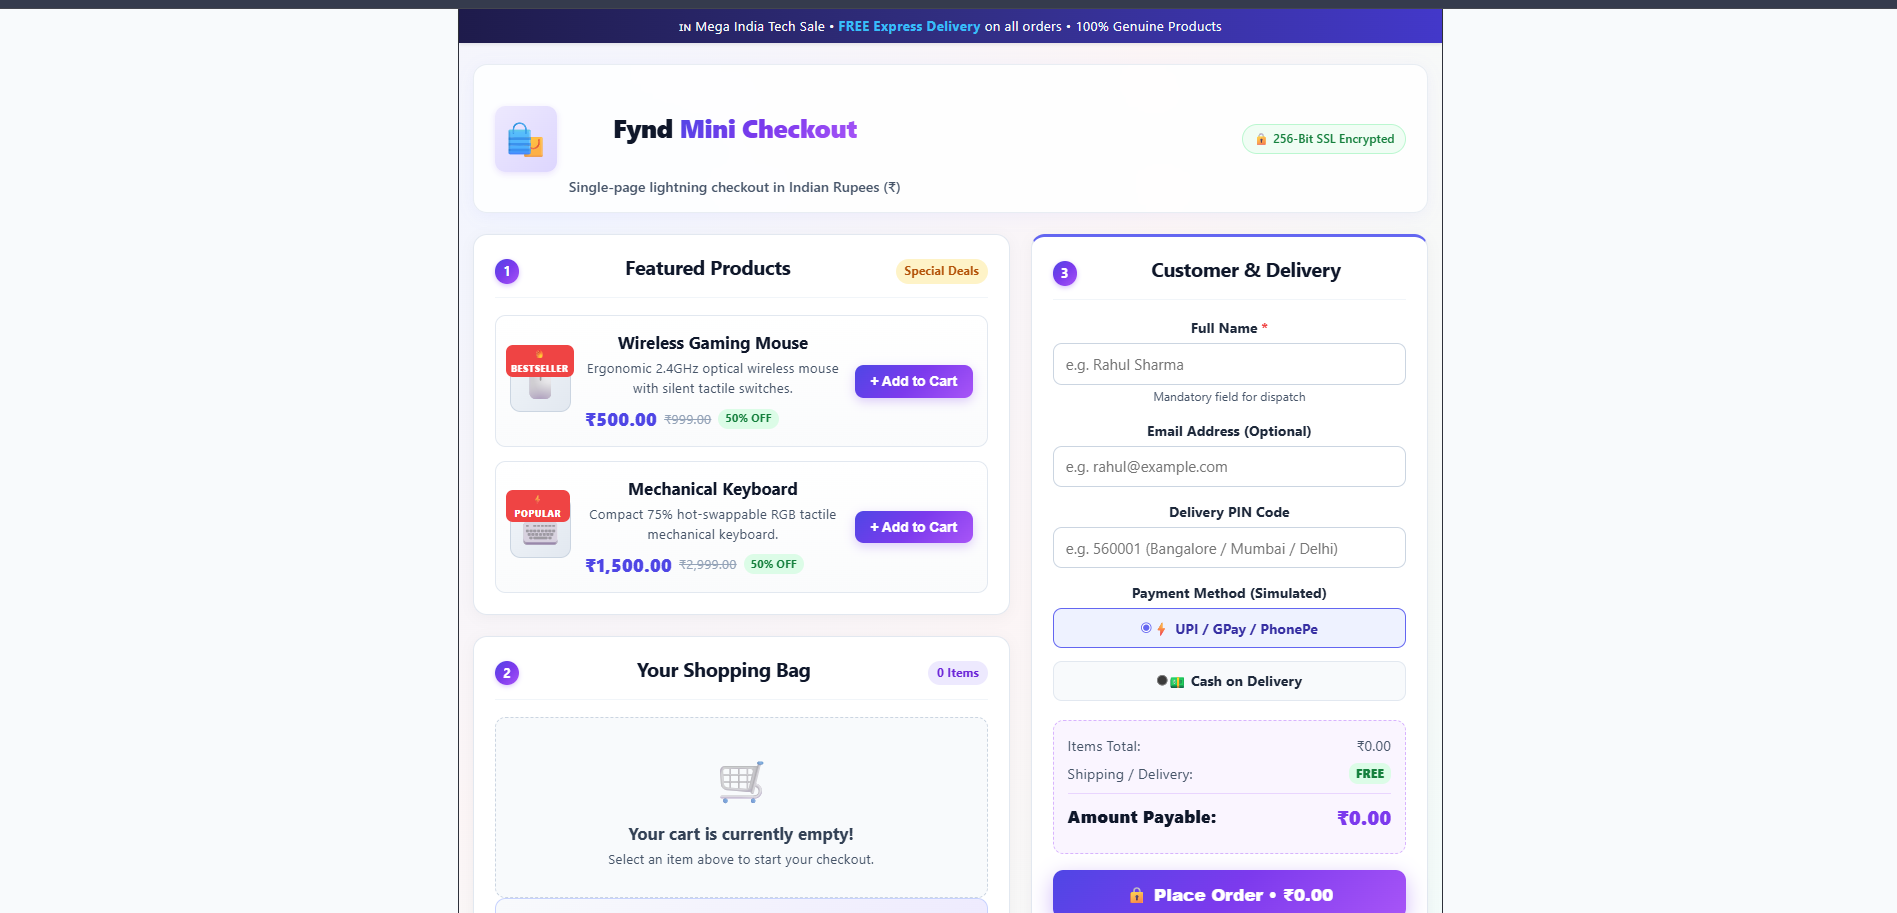 IN Mega India Tech Sale • FREE Express Delivery on all orders • 100% Genuine Products
Fynd Mini Checkout
Single-page lightning checkout in Indian Rupees (₹)
256-Bit SSL Encrypted
1
Featured Products
Special Deals
BESTSELLER
Wireless Gaming Mouse
Ergonomic 2.4GHz optical wireless mouse
with silent tactile switches.
₹500.00 ₹999.00 50% OFF
+ Add to Cart
POPULAR
Mechanical Keyboard
Compact 75% hot-swappable RGB tactile
mechanical keyboard.
₹1,500.00 ₹2,999.00 50% OFF
+ Add to Cart
2
Your Shopping Bag
0 Items
Your cart is currently empty!
Select an item above to start your checkout.
3
Customer & Delivery
Full Name *
e.g. Rahul Sharma
Mandatory field for dispatch
Email Address (Optional)
e.g. rahul@example.com
Delivery PIN Code
e.g. 560001 (Bangalore / Mumbai / Delhi)
Payment Method (Simulated)
UPI / GPay / PhonePe
Cash on Delivery
Items Total: ₹0.00
Shipping / Delivery: FREE
Amount Payable: ₹0.00
Place Order • ₹0.00